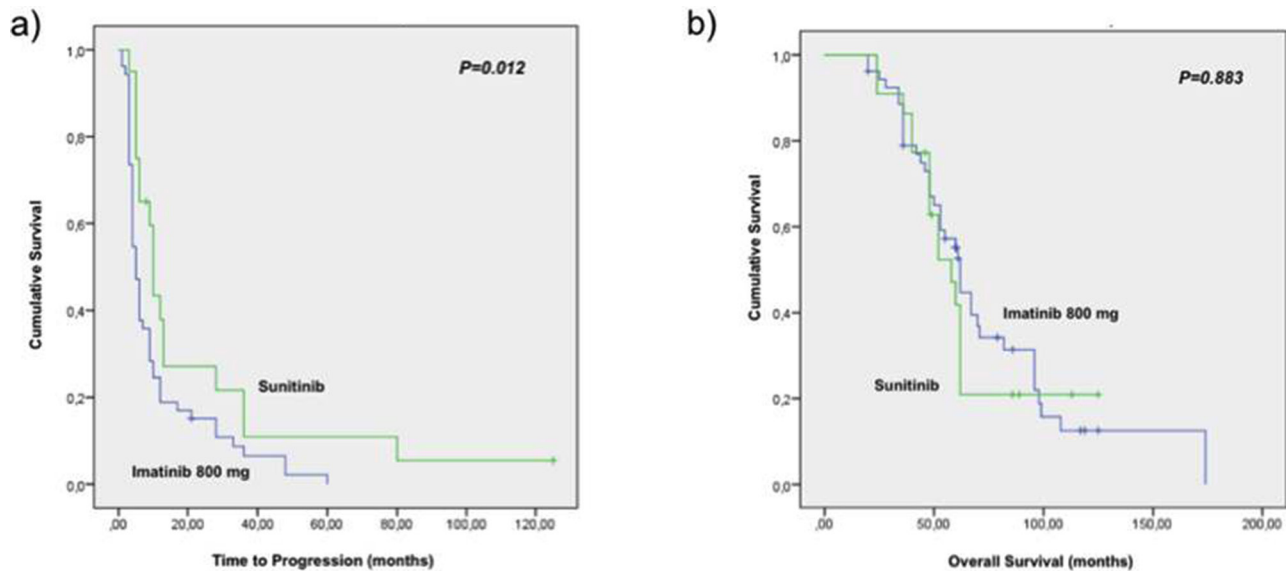 a)
P=0.012
1,0
0,8
0,6
0,4
0,2
0,0
Cumulative Survival
Sunitinib
Imatinib 800 mg
,00 20,00 40,00 60,00 80,00 100,00 120,00
Time to Progression (months)
b)
P=0.883
1,0
0,8
0,6
0,4
0,2
0,0
Cumulative Survival
Imatinib 800 mg
Sunitinib
,00 50,00 100,00 150,00 200,00
Overall Survival (months)